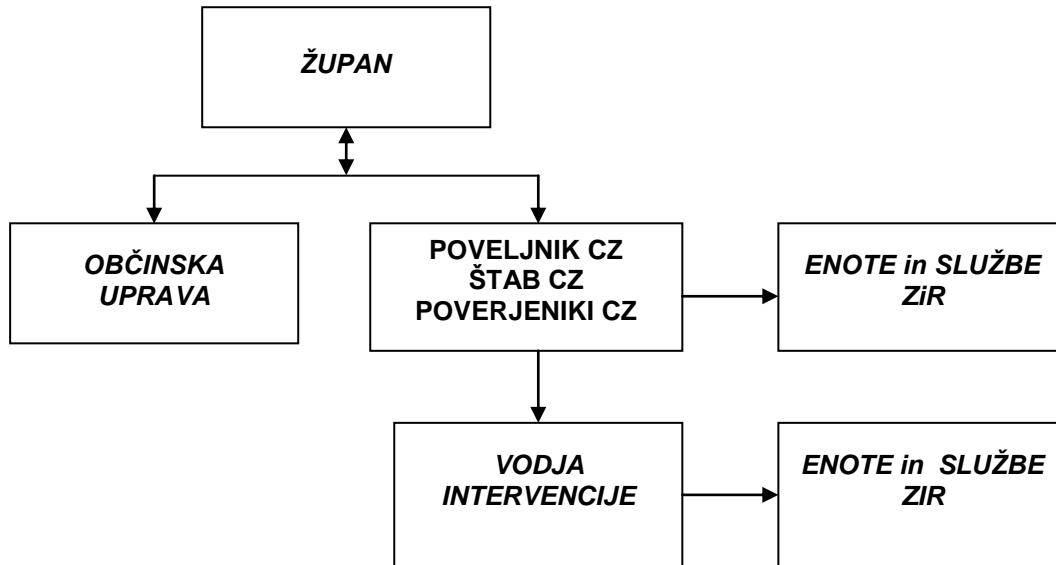 ŽUPAN
OBČINSKA
UPRAVA
POVELJNIK CZ
ŠTAB CZ
POVERJENIKI CZ
ENOTE in SLUŽBE
ZiR
VODJA
INTERVENCIJE
ENOTE in SLUŽBE
ZIR